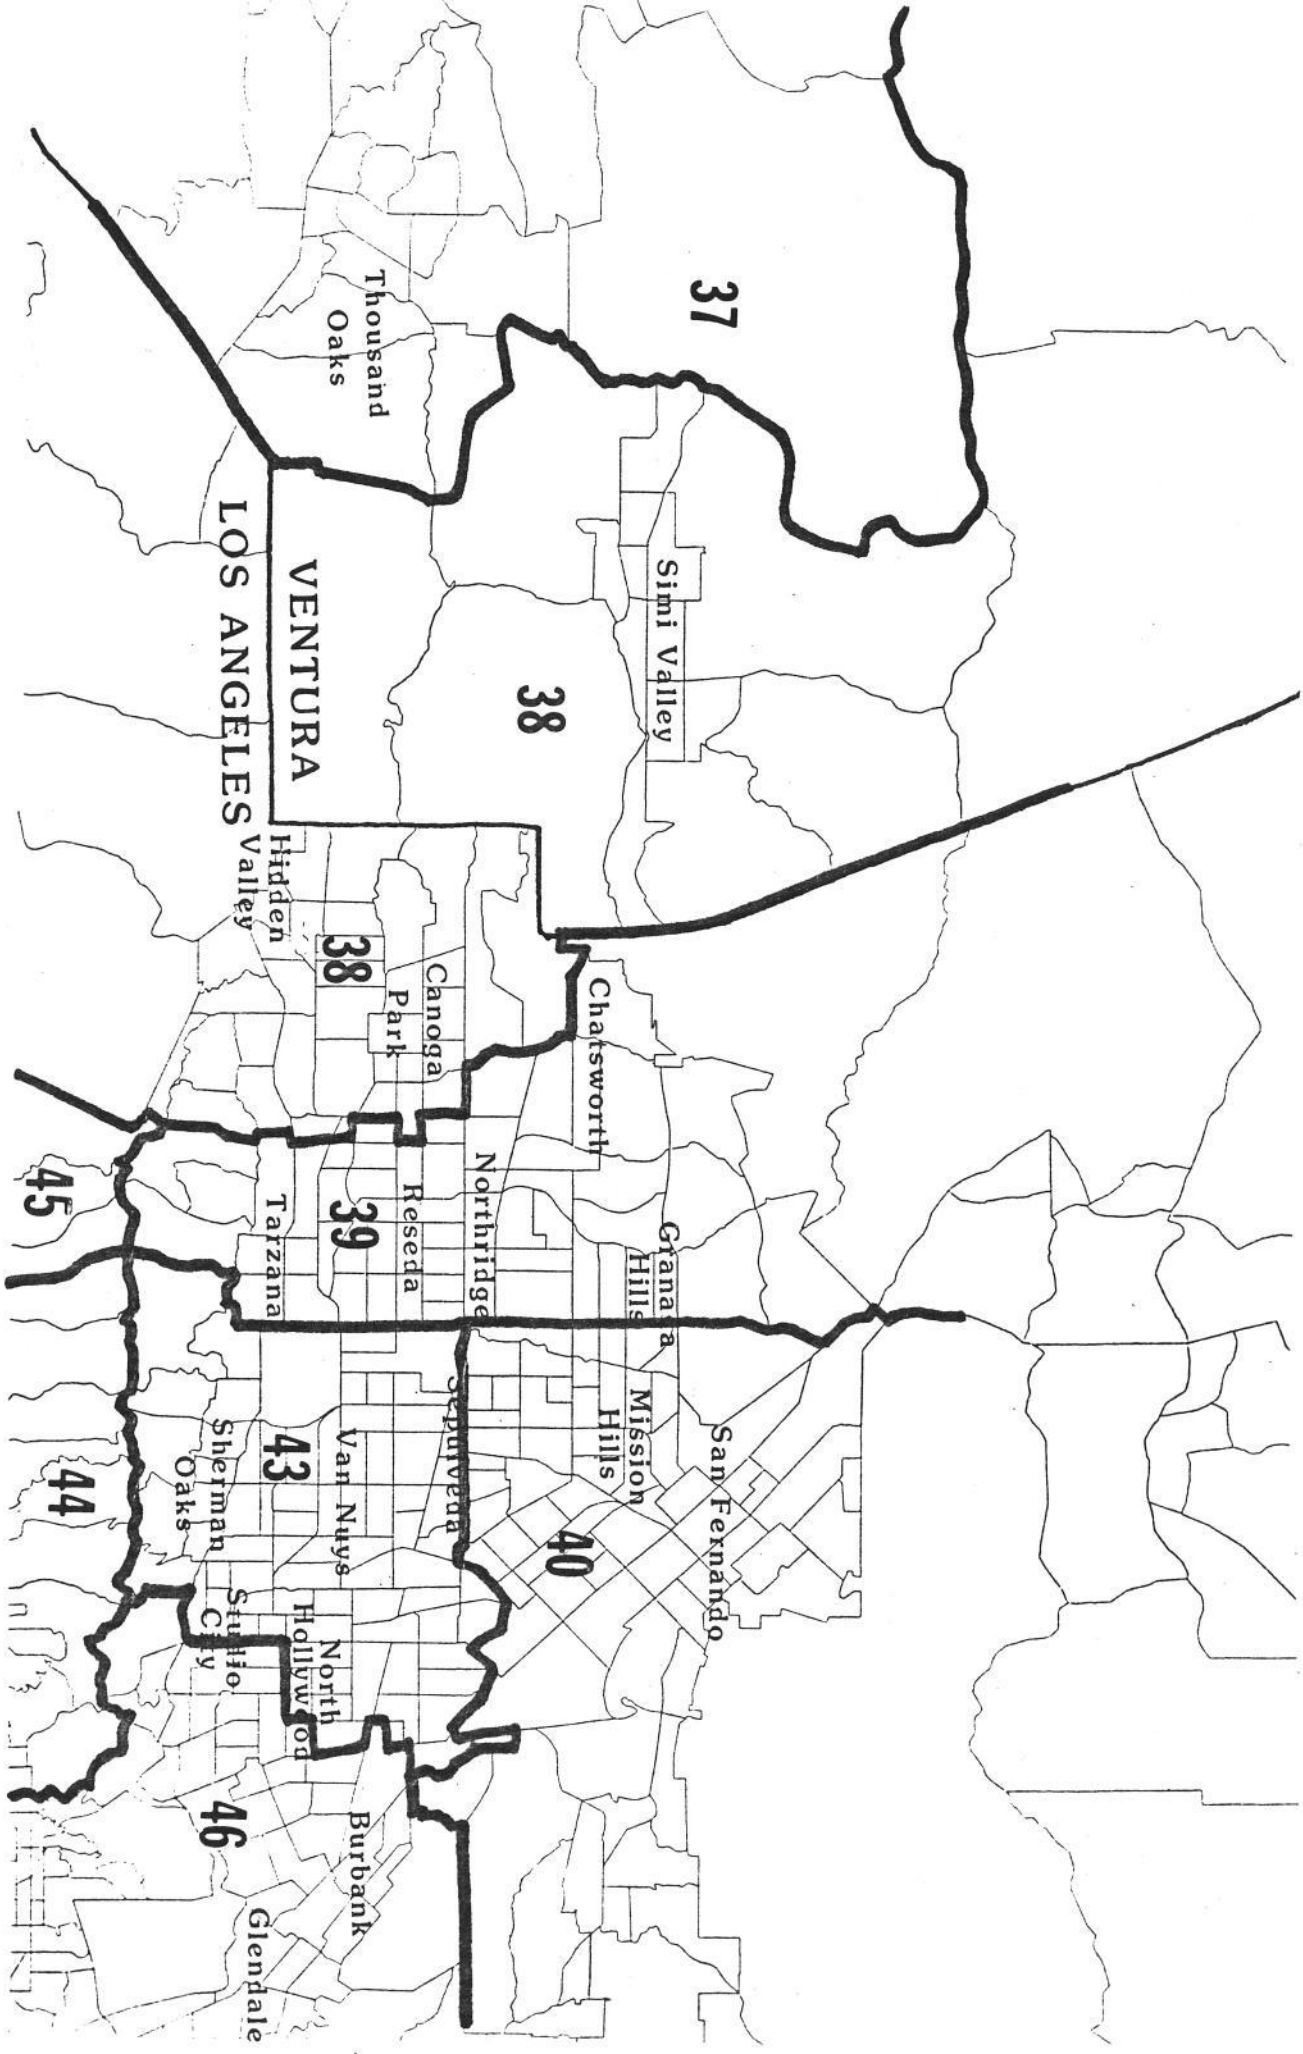 37
Thousand
Oaks
Simi Valley
38
VENTURA
LOS ANGELES
Hidden
Valley
38
Canoga
Park
Chatsworth
Northridge
Reseda
39
Tarzana
45
Granada
Hills
Mission
Hills
San Fernando
Sepulveda
40
Van Nuys
43
Sherman
Oaks
44
Studio
City
North
Hollywood
Burbank
46
Glendale